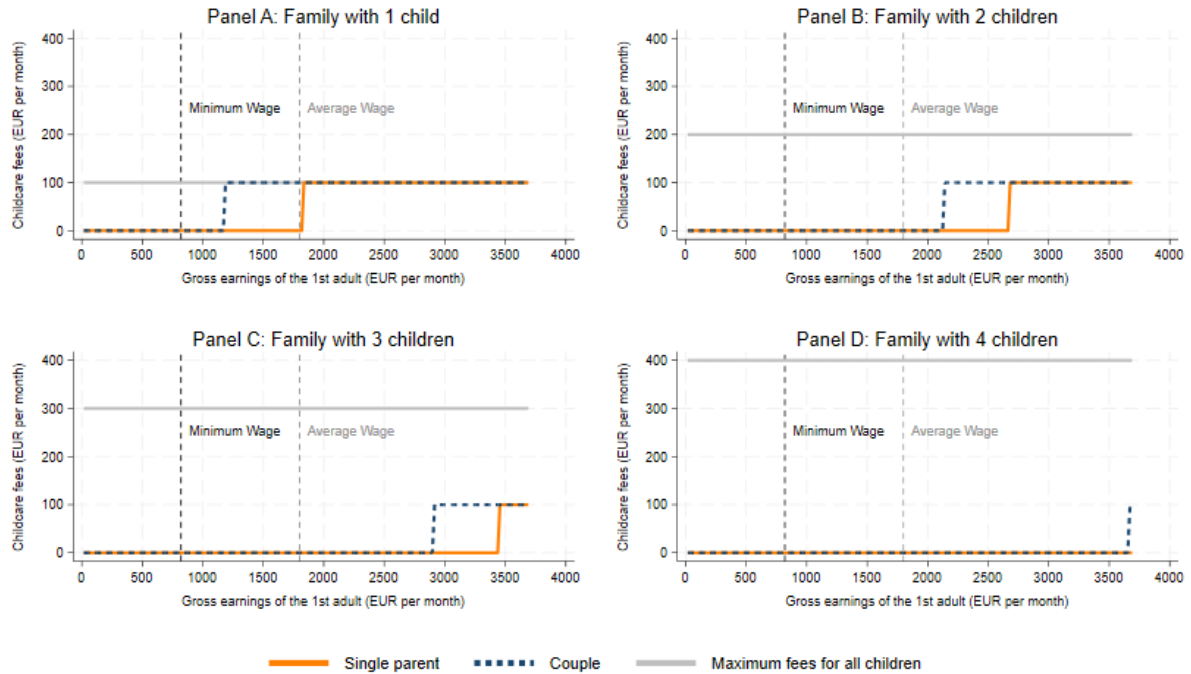 Panel A: Family with 1 child
Childcare fees (EUR per month)
400
300
200
100
0
Minimum Wage
Average Wage
0 500 1000 1500 2000 2500 3000 3500 4000
Gross earnings of the 1st adult (EUR per month)
Panel B: Family with 2 children
Childcare fees (EUR per month)
400
300
200
100
0
Minimum Wage
Average Wage
0 500 1000 1500 2000 2500 3000 3500 4000
Gross earnings of the 1st adult (EUR per month)
Panel C: Family with 3 children
Childcare fees (EUR per month)
400
300
200
100
0
Minimum Wage
Average Wage
0 500 1000 1500 2000 2500 3000 3500 4000
Gross earnings of the 1st adult (EUR per month)
Panel D: Family with 4 children
Childcare fees (EUR per month)
400
300
200
100
0
Minimum Wage
Average Wage
0 500 1000 1500 2000 2500 3000 3500 4000
Gross earnings of the 1st adult (EUR per month)
Single parent
Couple
Maximum fees for all children